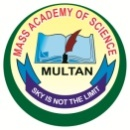 MASS ACADEMY OF SCIENCE
MULTAN
SKY IS NOT THE LIMIT